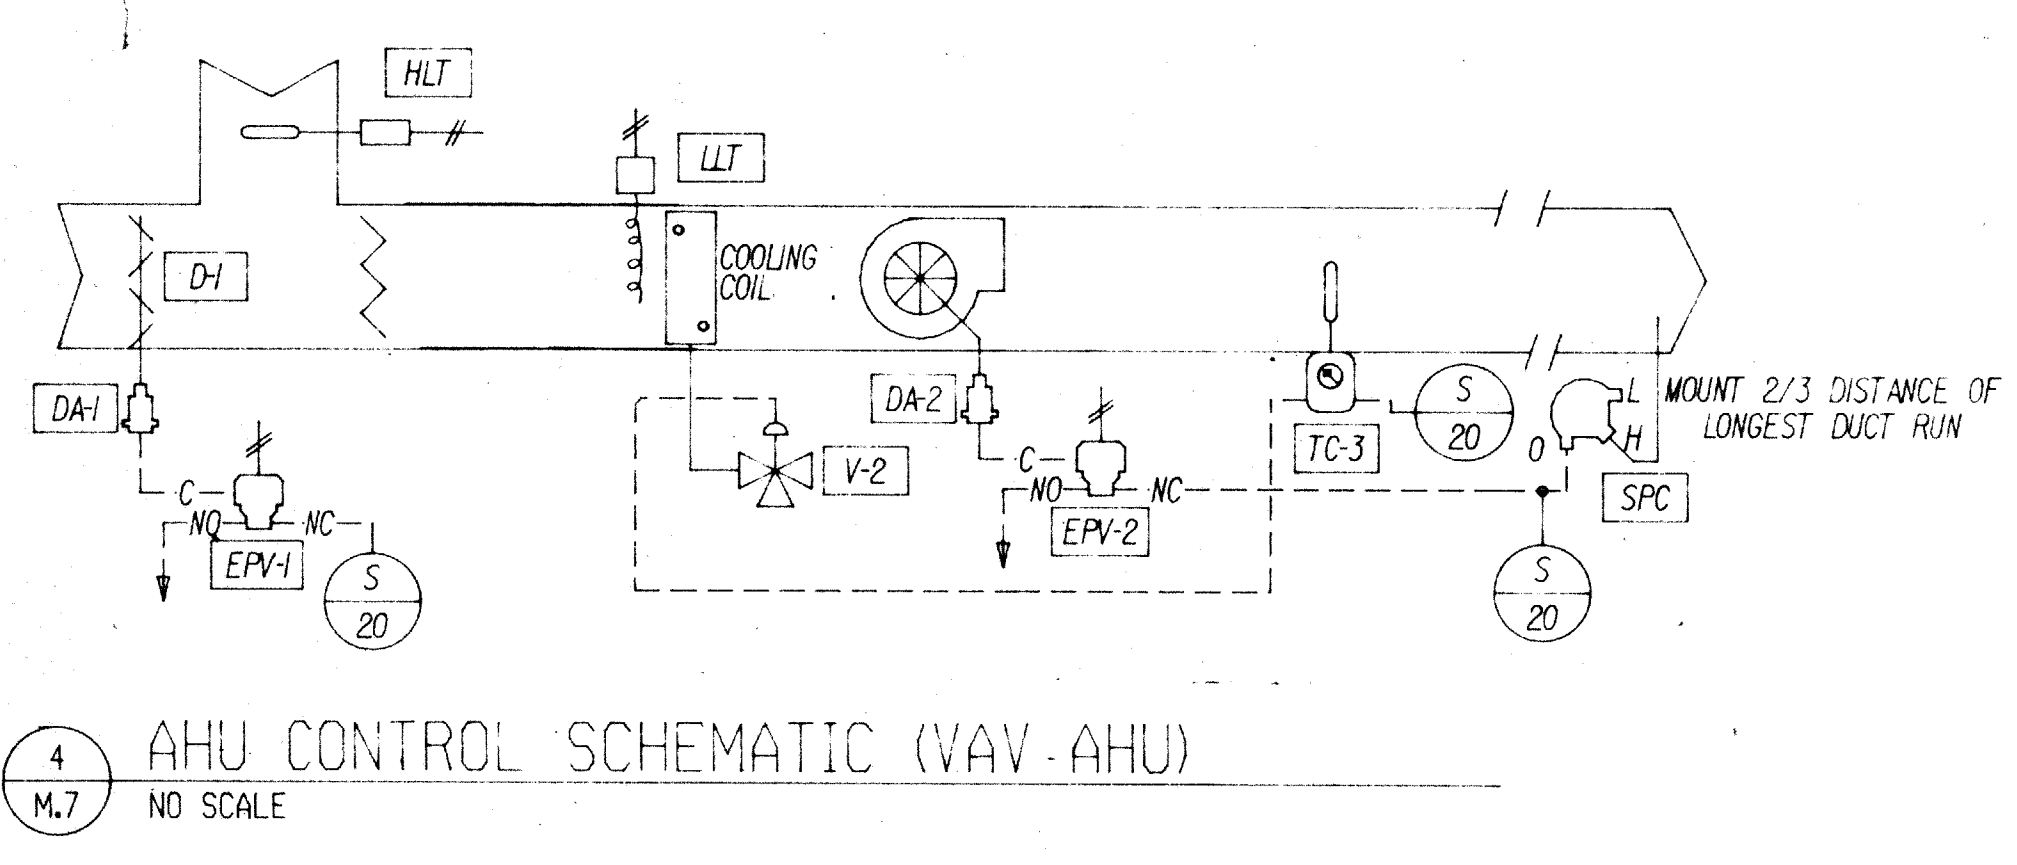 HLT
LLT
D-1
COOLING
COIL
DA-1
DA-2
MOUNT 2/3 DISTANCE OF
LONGEST DUCT RUN
S
20
L
H
O
TC-3
V-2
C
NO
NC
SPC
EPV-2
C
NO
NC
EPV-1
S
20
S
20
4
M.7
AHU CONTROL SCHEMATIC (VAV-AHU)
NO SCALE